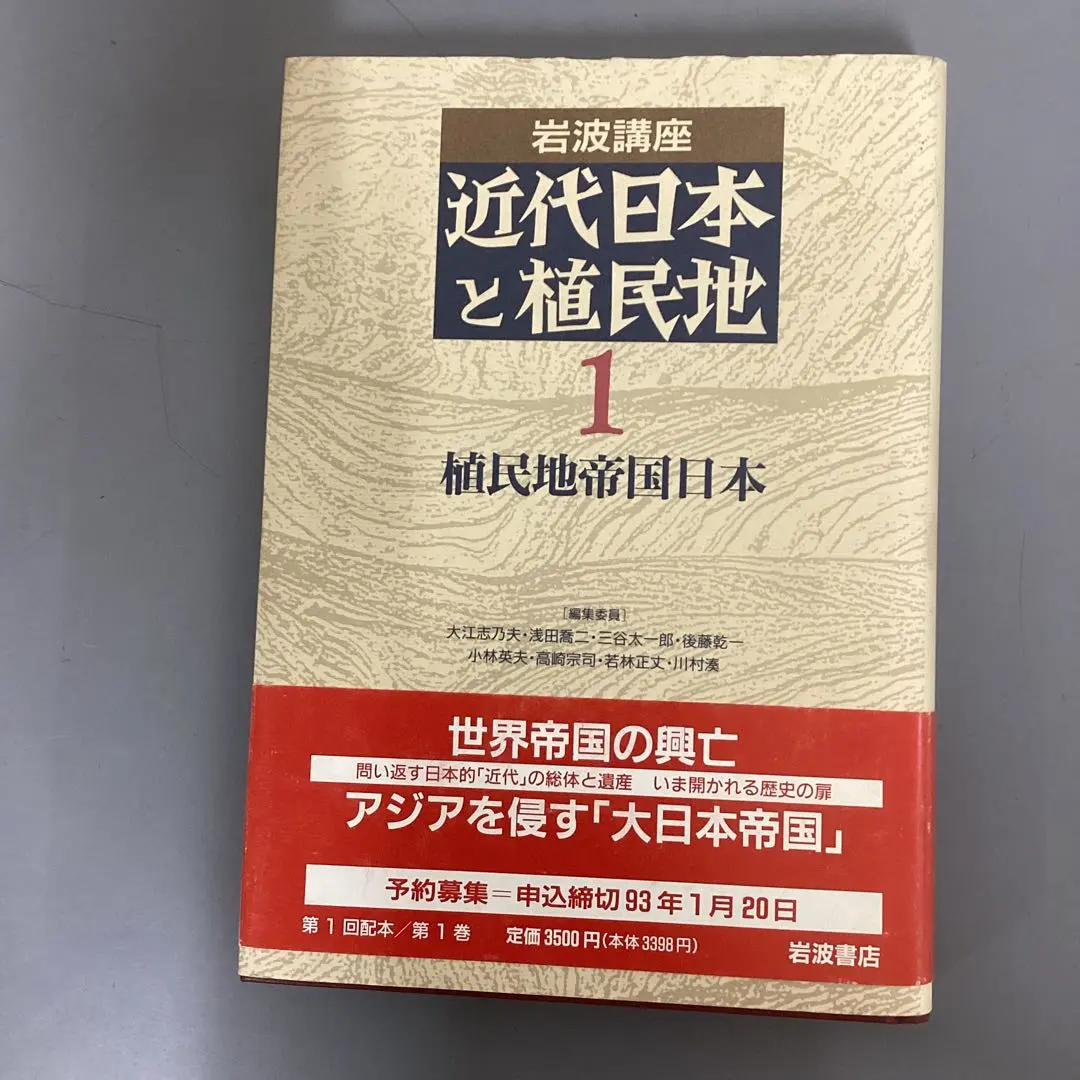 岩波講座
近代日本
と植民地
1
植民地帝国日本
[編集委員]
大江志乃夫・浅田喬二・三谷太一郎・後藤乾一
小林英夫・高崎宗司・若林正丈・川村湊
世界帝国の興亡
問い返す日本的「近代」の総体と遺産 いま開かれる歴史の扉
アジアを侵す「大日本帝国」
予約募集=申込締切93年1月20日
第1回配本/第1巻 定価3500円(本体3398円)
岩波書店